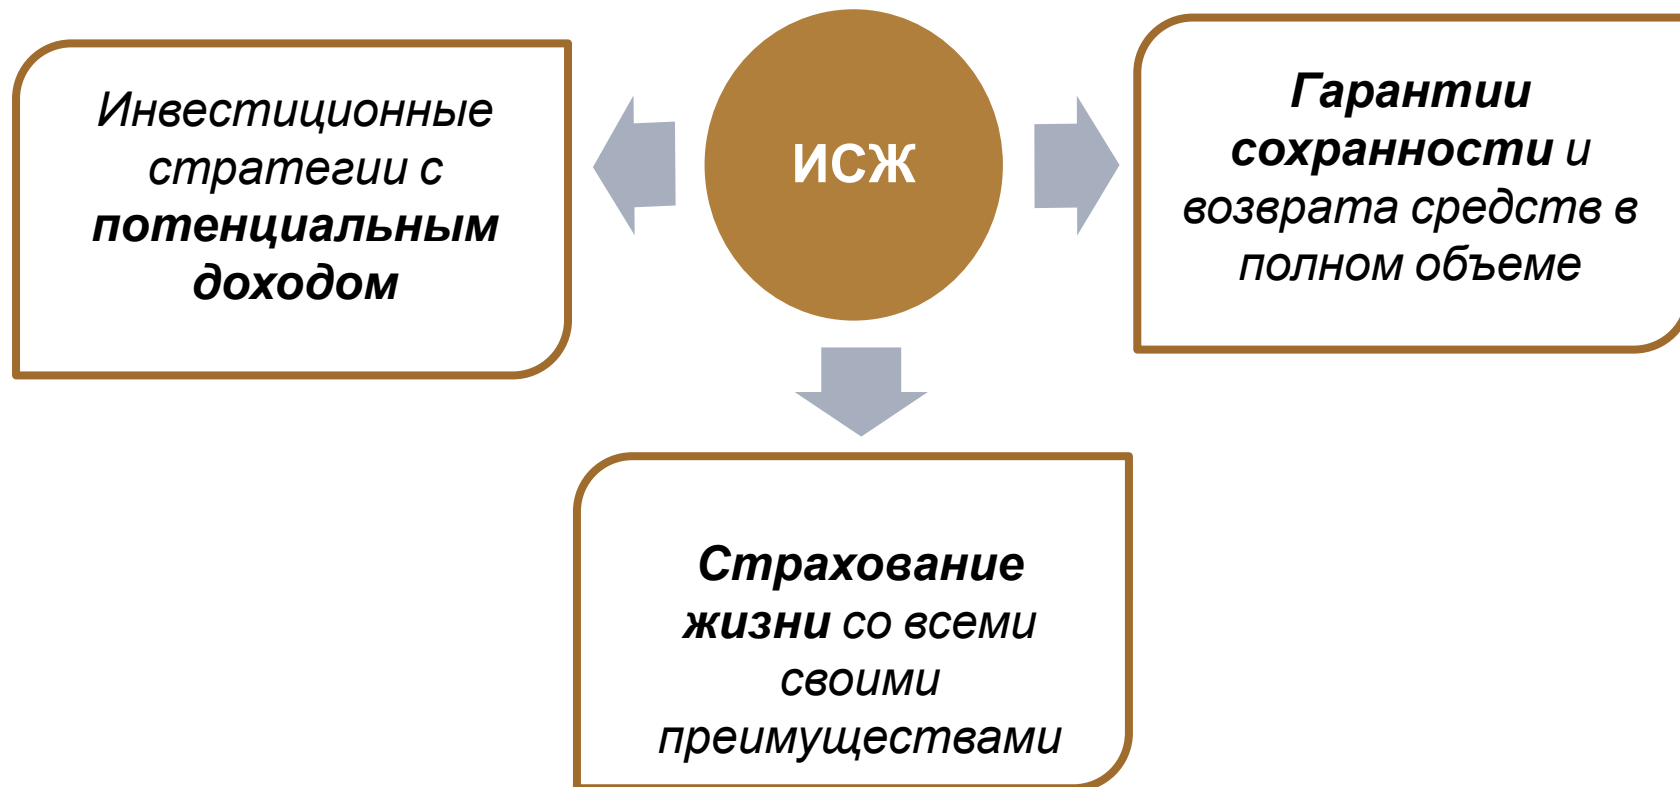 Инвестиционные
стратегии с
потенциальным
доходом
ИСЖ
Гарантии
сохранности и
возврата средств в
полном объеме
Страхование
жизни со всеми
своими
преимуществами